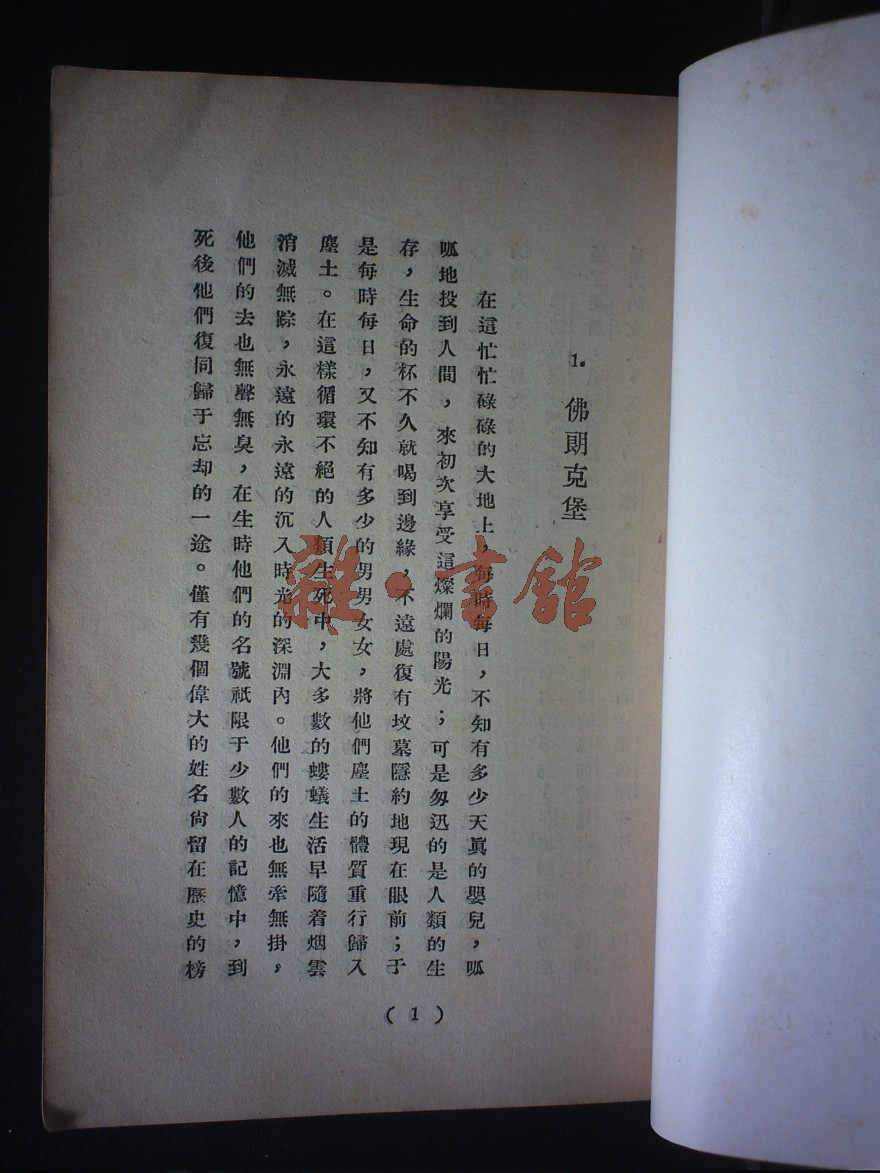 1. 佛朗克堡
在這忙忙碌碌的大地上，每時每日，不知有多少天眞的嬰兒，呱
呱地投到人間，來初次享受這燦爛的陽光；可是匆迅的是人類的生
存，生命的杯不久就喝到邊緣，不遠處復有坟墓隱約地現在眼前；于
是每時每日，又不知有多少的男男女女，將他們塵土的體質重行歸入
塵土。在這樣循環不絕的人類生死中，大多數的螻蟻生活早隨着烟雲
消滅無踪，永遠的永遠的沉入時光的深淵內。他們的來也無牽無掛，
他們的去也無聲無臭，在生時他們的名號祇限于少數人的記憶中，到
死後他們復同歸于忘却的一途。僅有幾個偉大的姓名尙留在歷史的榜
( 1 )
雜·書館